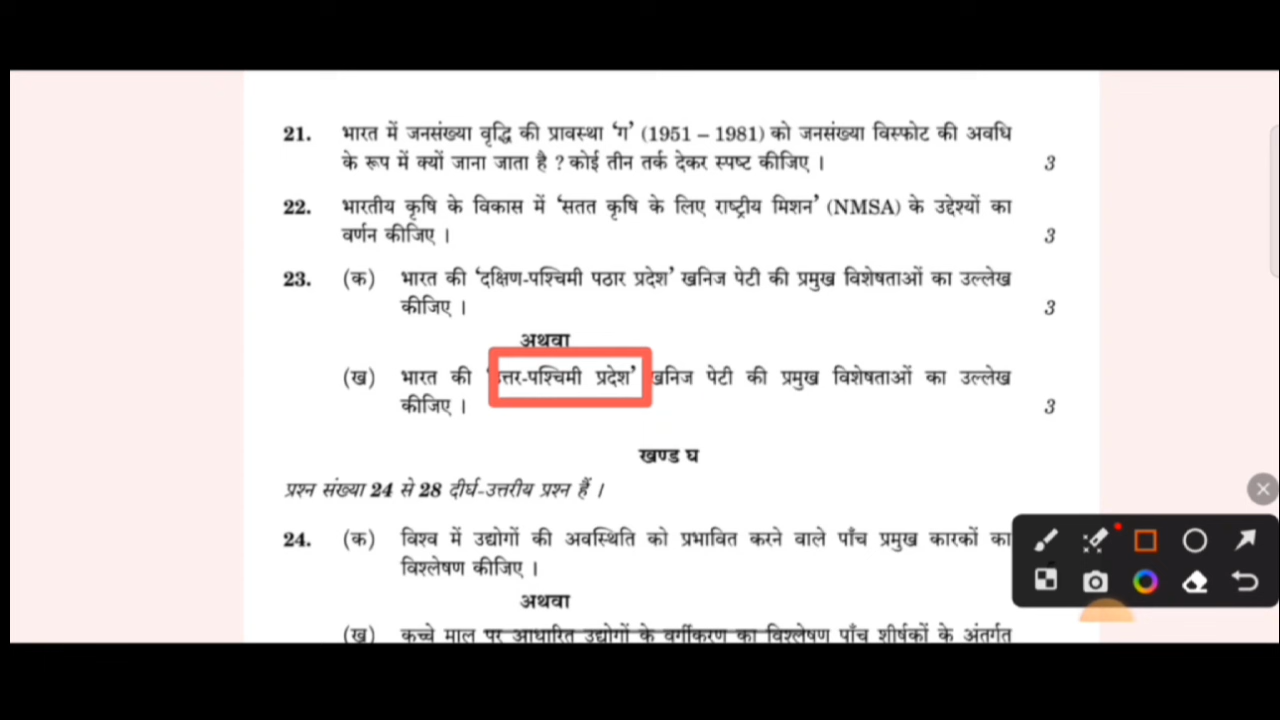 21. भारत में जनसंख्या वृद्धि की प्रावस्था ‘ग’ (1951 – 1981) को जनसंख्या विस्फोट की अवधि
के रूप में क्यों जाना जाता है ? कोई तीन तर्क देकर स्पष्ट कीजिए । 3
22. भारतीय कृषि के विकास में ‘सतत कृषि के लिए राष्ट्रीय मिशन’ (NMSA) के उद्देश्यों का
वर्णन कीजिए । 3
23. (क) भारत की ‘दक्षिण-पश्चिमी पठार प्रदेश’ खनिज पेटी की प्रमुख विशेषताओं का उल्लेख
कीजिए । 3
अथवा
(ख) भारत की ‘उत्तर-पश्चिमी प्रदेश’ खनिज पेटी की प्रमुख विशेषताओं का उल्लेख
कीजिए । 3
खण्ड घ
प्रश्न संख्या 24 से 28 दीर्घ-उत्तरीय प्रश्न हैं ।
24. (क) विश्व में उद्योगों की अवस्थिति को प्रभावित करने वाले पाँच प्रमुख कारकों का
विश्लेषण कीजिए ।
अथवा
(ख) कच्चे माल पर आधारित उद्योगों के वर्गीकरण का विश्लेषण पाँच शीर्षकों के अंतर्गत